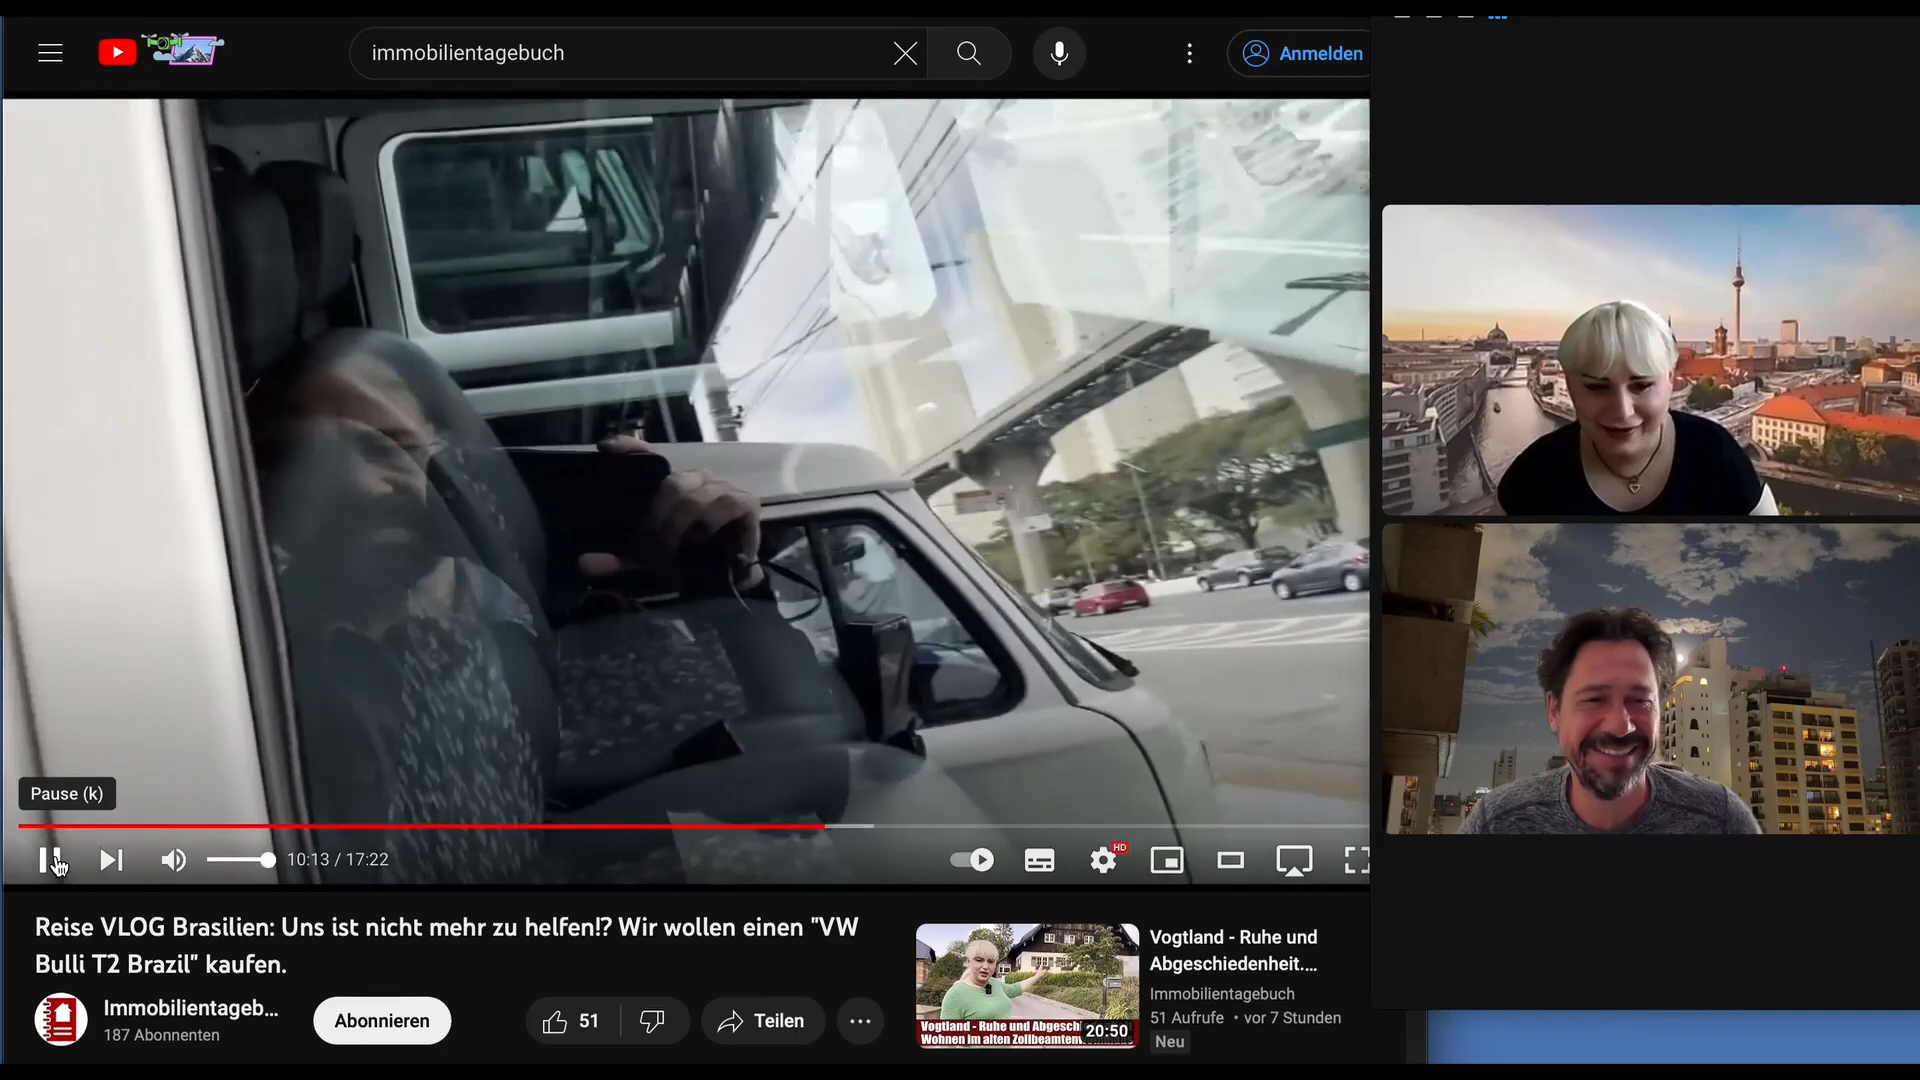 immobilientagebuch
Anmelden
Pause (k)
10:13 / 17:22
HD
Reise VLOG Brasilien: Uns ist nicht mehr zu helfen!? Wir wollen einen "VW
Bulli T2 Brazil" kaufen.
Immobilientageb...
187 Abonnenten
Abonnieren
51
Teilen
Vogtland - Ruhe und Abgesch
Wohnen im alten Zollbeamten
20:50
Vogtland - Ruhe und
Abgeschiedenheit....
Immobilientagebuch
51 Aufrufe • vor 7 Stunden
Neu